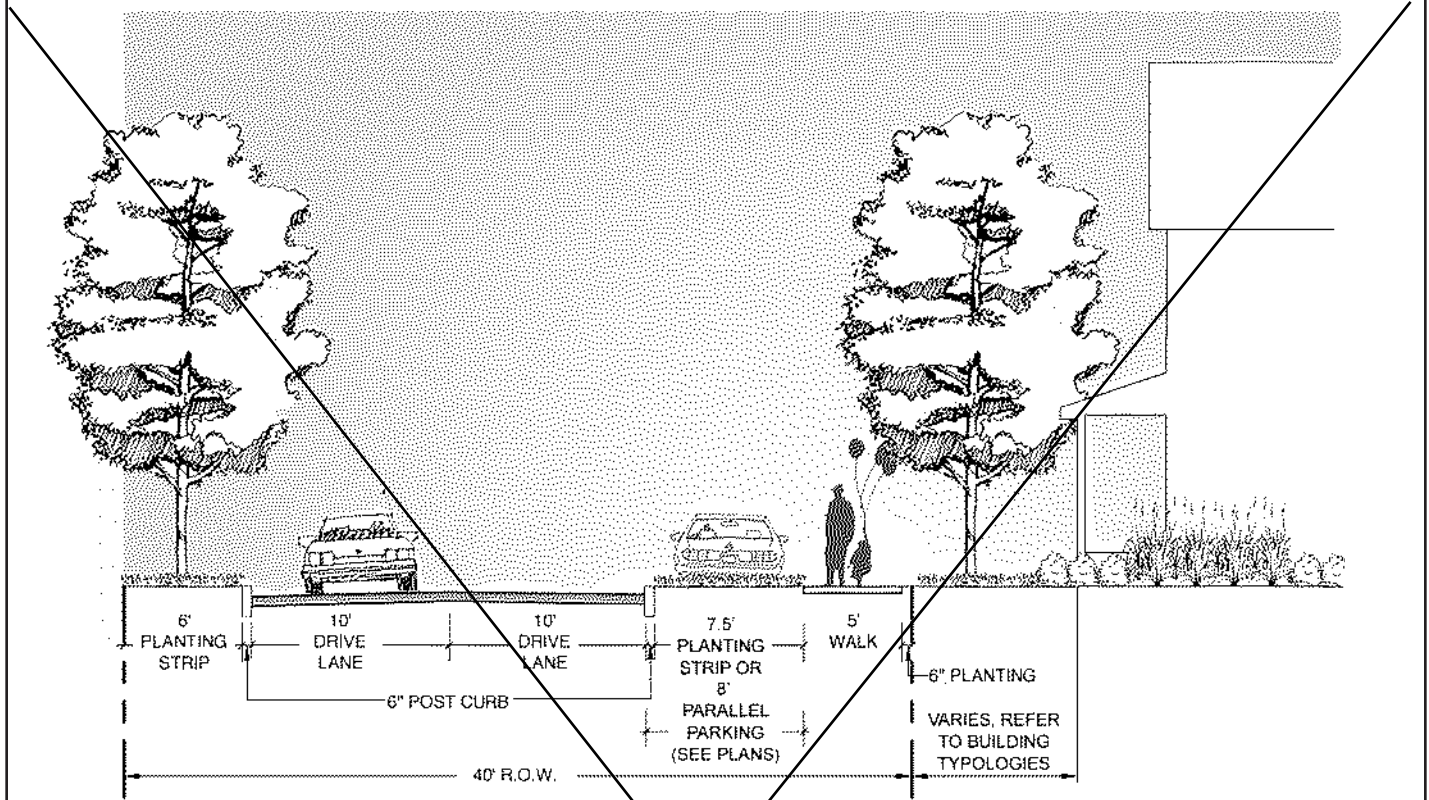 6'
PLANTING
STRIP
10'
DRIVE
LANE
10'
DRIVE
LANE
7.5'
PLANTING
STRIP OR
8'
PARALLEL
PARKING
(SEE PLANS)
5'
WALK
6" PLANTING
6" POST CURB
VARIES, REFER
TO BUILDING
TYPOLOGIES
40' R.O.W.